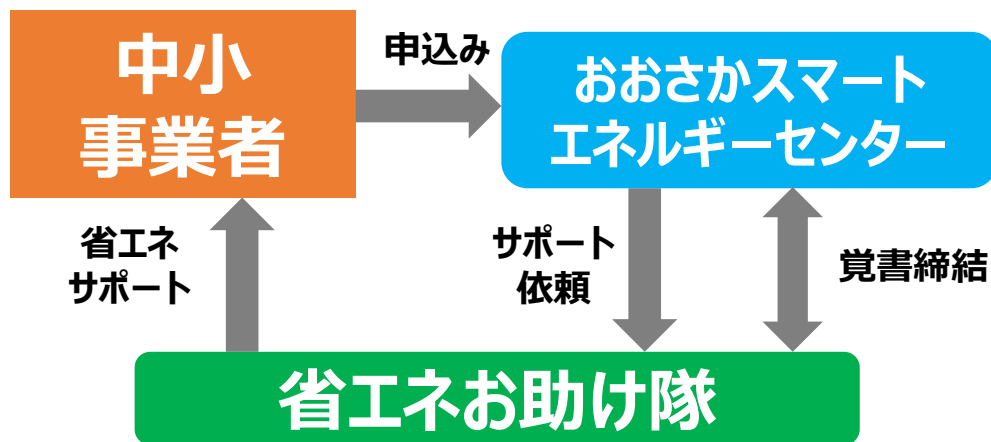 中小
事業者
申込み
おおさかスマート
エネルギーセンター
省エネ
サポート
サポート
依頼
覚書締結
省エネお助け隊